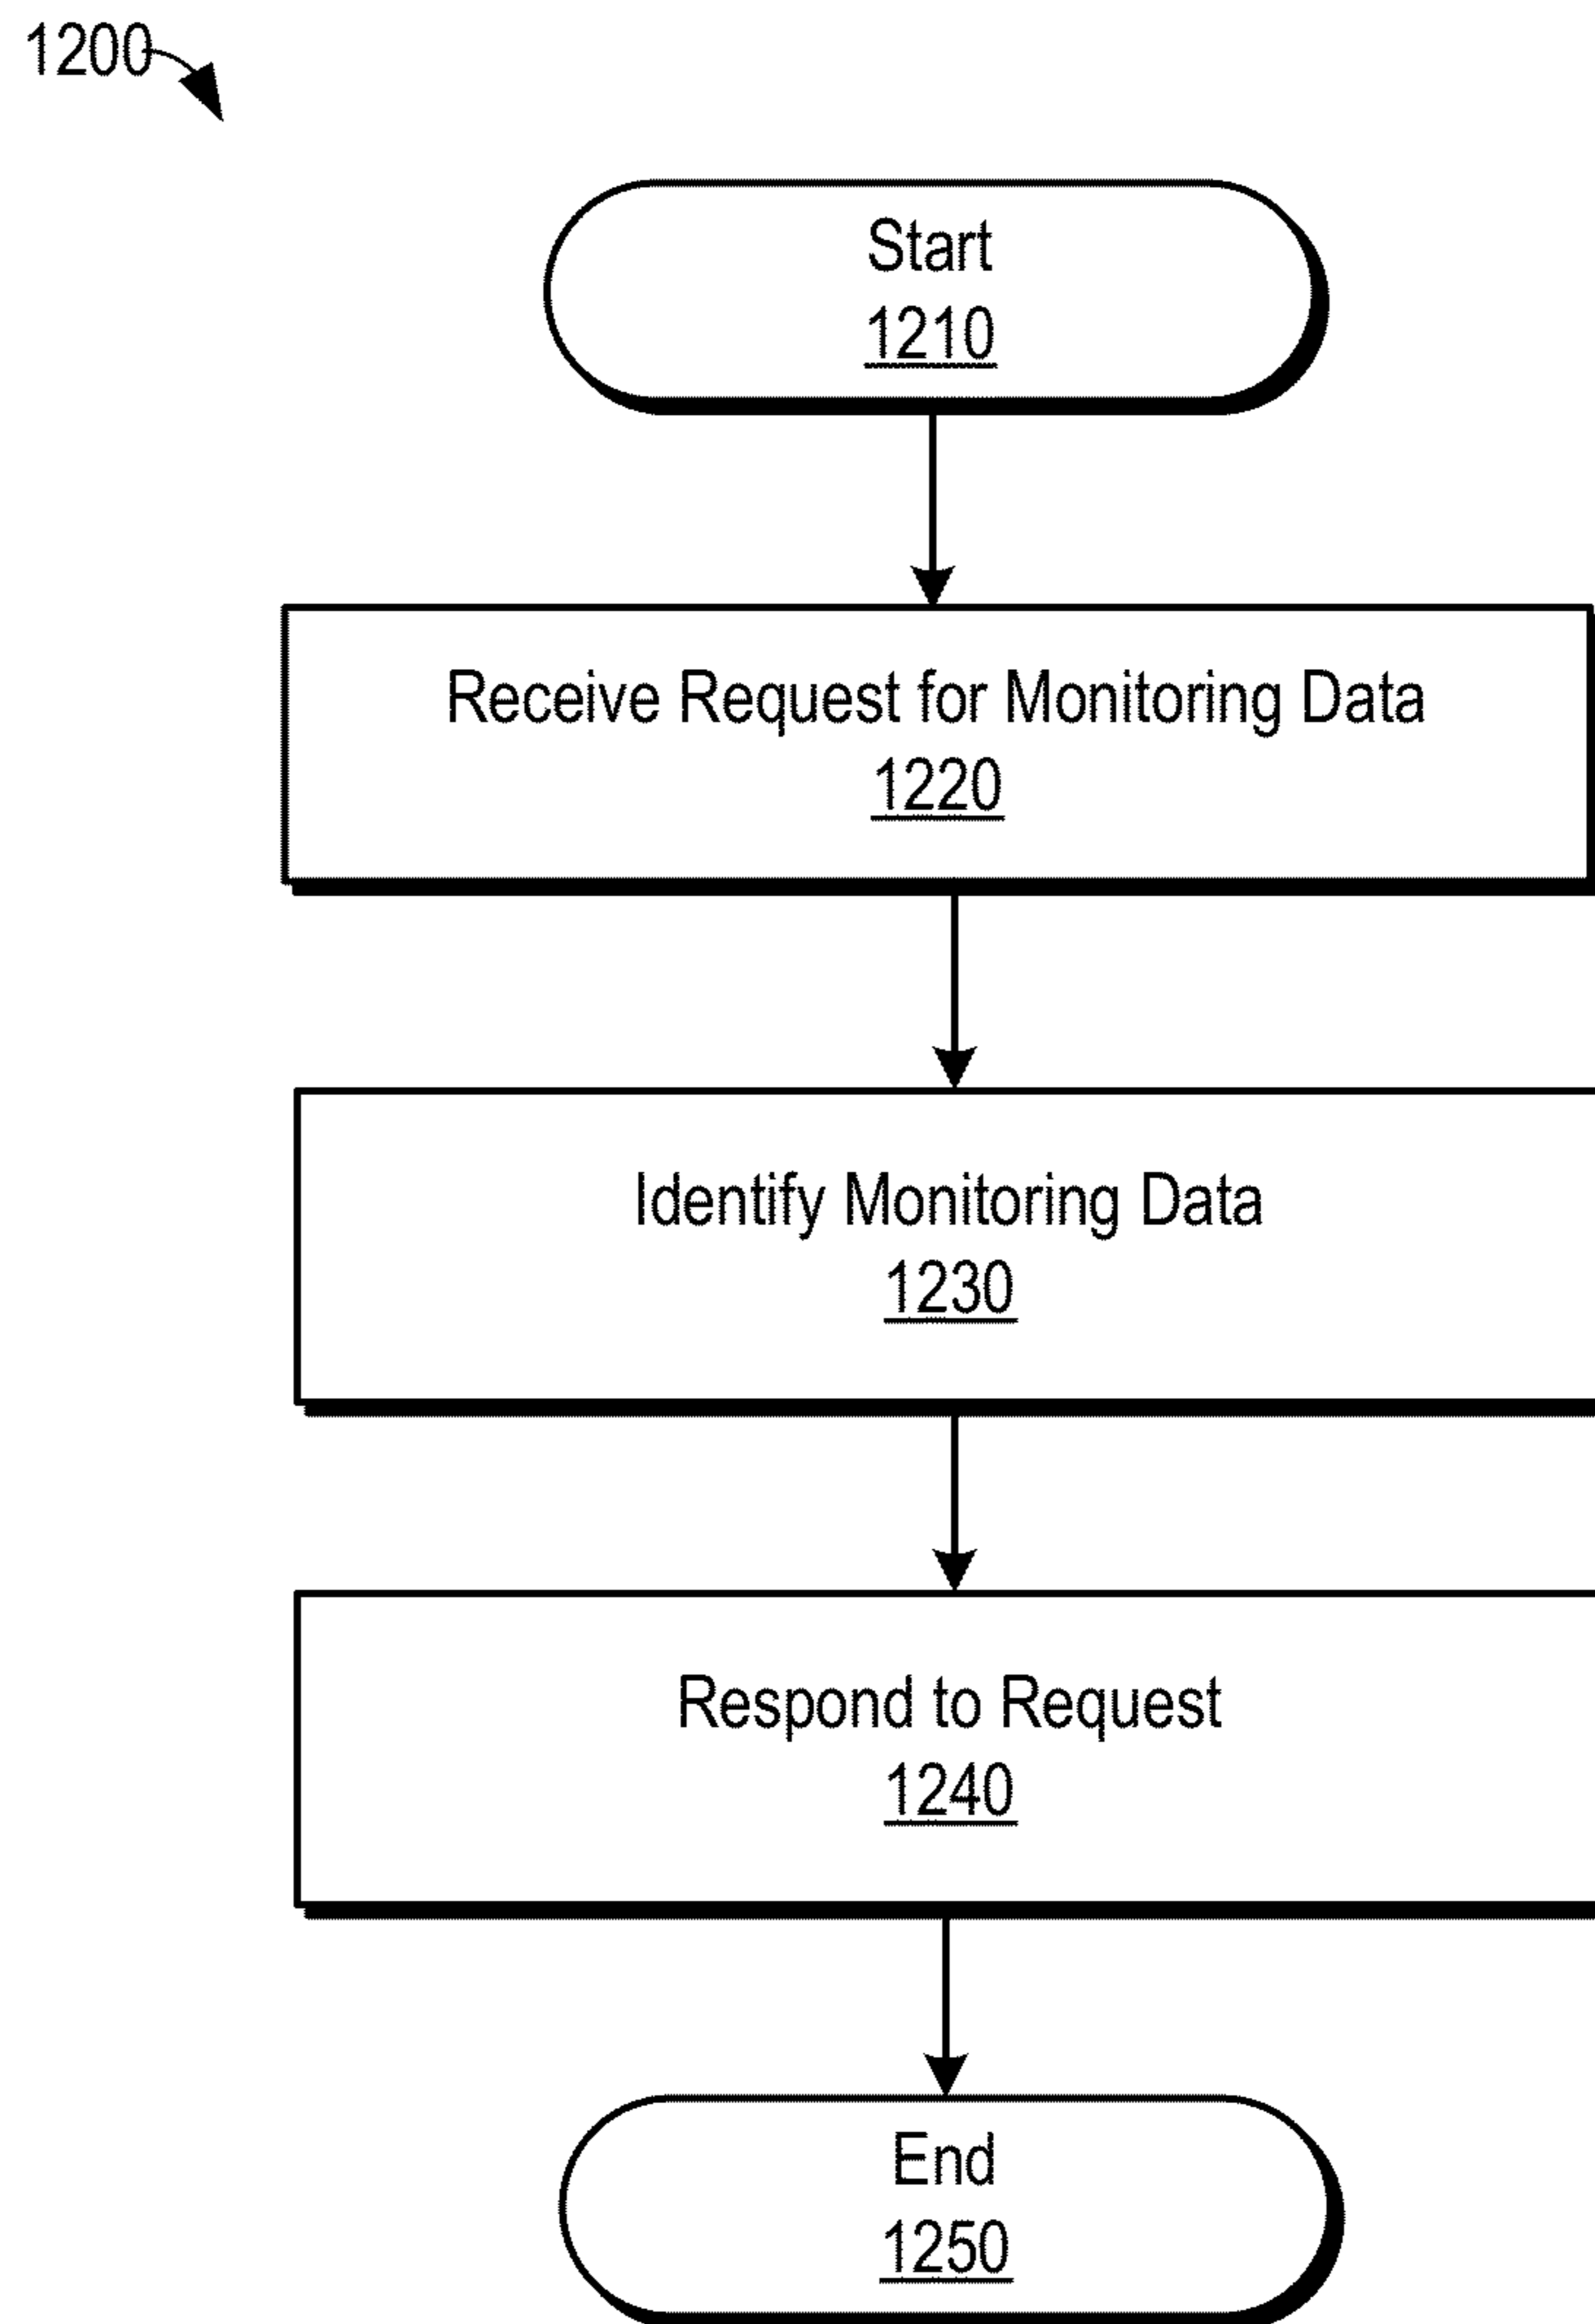 1200
Start
1210
Receive Request for Monitoring Data
1220
Identify Monitoring Data
1230
Respond to Request
1240
End
1250